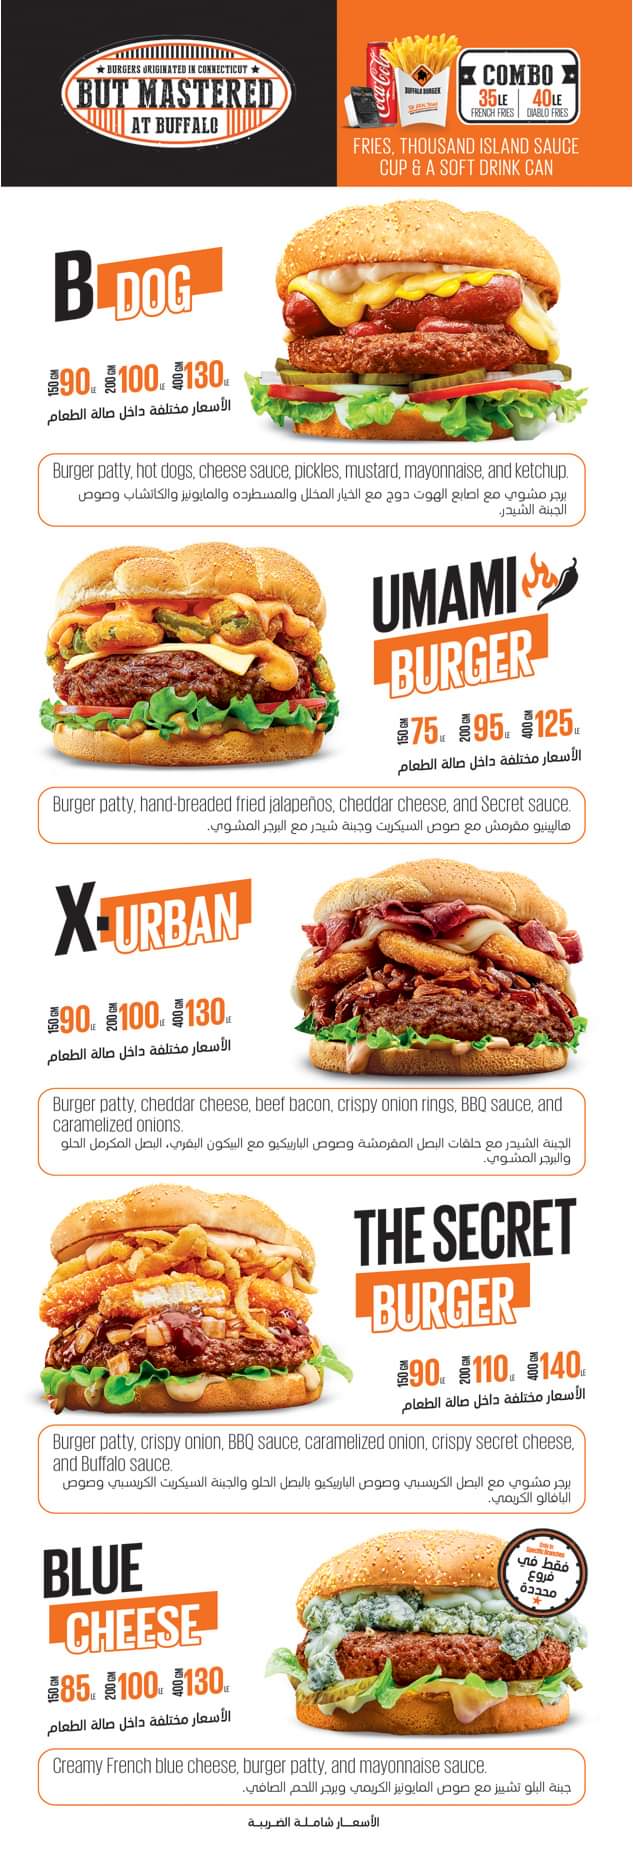 ★ BURGERS ORIGINATED IN CONNECTICUT ★
BUT MASTERED
AT BUFFALO
Coca-Cola
BUFFALO BURGER
COMBO
35LE 40LE
FRENCH FRIES DIABLO FRIES
FRIES, THOUSAND ISLAND SAUCE
CUP & A SOFT DRINK CAN
B DOG
150 GM 90 LE 200 GM 100 LE 400 GM 130 LE
الأسعار مختلفة داخل صالة الطعام
Burger patty, hot dogs, cheese sauce, pickles, mustard, mayonnaise, and ketchup.
برجر مشوي مع اصابع الهوت دوج مع الخيار المخلل والمسطرده والمايونيز والكاتشاب وصوص
الجبنة الشيدر.
UMAMI
BURGER
150 GM 75 LE 200 GM 95 LE 400 GM 125 LE
الأسعار مختلفة داخل صالة الطعام
Burger patty, hand-breaded fried jalapeños, cheddar cheese, and Secret sauce.
هالپينيو مقرمش مع صوص السيكريت وجبنة شيدر مع البرجر المشوي.
X-URBAN
150 GM 90 LE 200 GM 100 LE 400 GM 130 LE
الأسعار مختلفة داخل صالة الطعام
Burger patty, cheddar cheese, beef bacon, crispy onion rings, BBQ sauce, and
caramelized onions.
الجبنة الشيدر مع حلقات البصل المقرمشة وصوص الباربيكيو مع البيكون البقري، البصل المكرمل الحلو
والبرجر المشوي.
THE SECRET
BURGER
150 GM 90 LE 200 GM 110 LE 400 GM 140 LE
الأسعار مختلفة داخل صالة الطعام
Burger patty, crispy onion, BBQ sauce, caramelized onion, crispy secret cheese,
and Buffalo sauce.
برجر مشوي مع البصل الكريسبي وصوص الباربيكيو بالبصل الحلو والجبنة السيكريت الكريسبي وصوص
البافالو الكريمي.
BLUE
CHEESE
Only In
Specific Branches
فقط في
فروع
محددة
150 GM 85 LE 200 GM 100 LE 400 GM 130 LE
الأسعار مختلفة داخل صالة الطعام
Creamy French blue cheese, burger patty, and mayonnaise sauce.
جبنة البلو تشييز مع صوص المايونيز الكريمي وبرجر اللحم الصافي.
الأسعـــار شاملــة الضريبــة